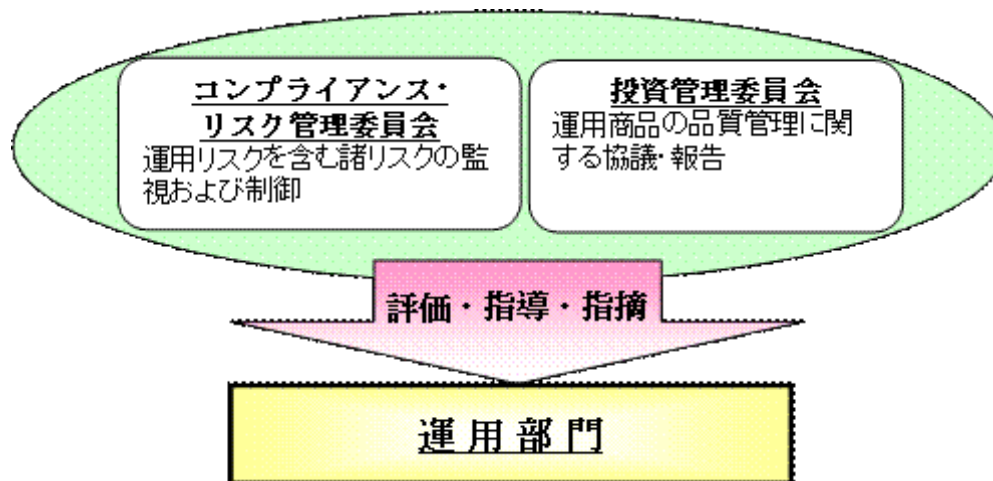 コンプライアンス・
リスク管理委員会
運用リスクを含む諸リスクの監
視および制御
投資管理委員会
運用商品の品質管理に関
する協議・報告
評価・指導・指摘
運用部門